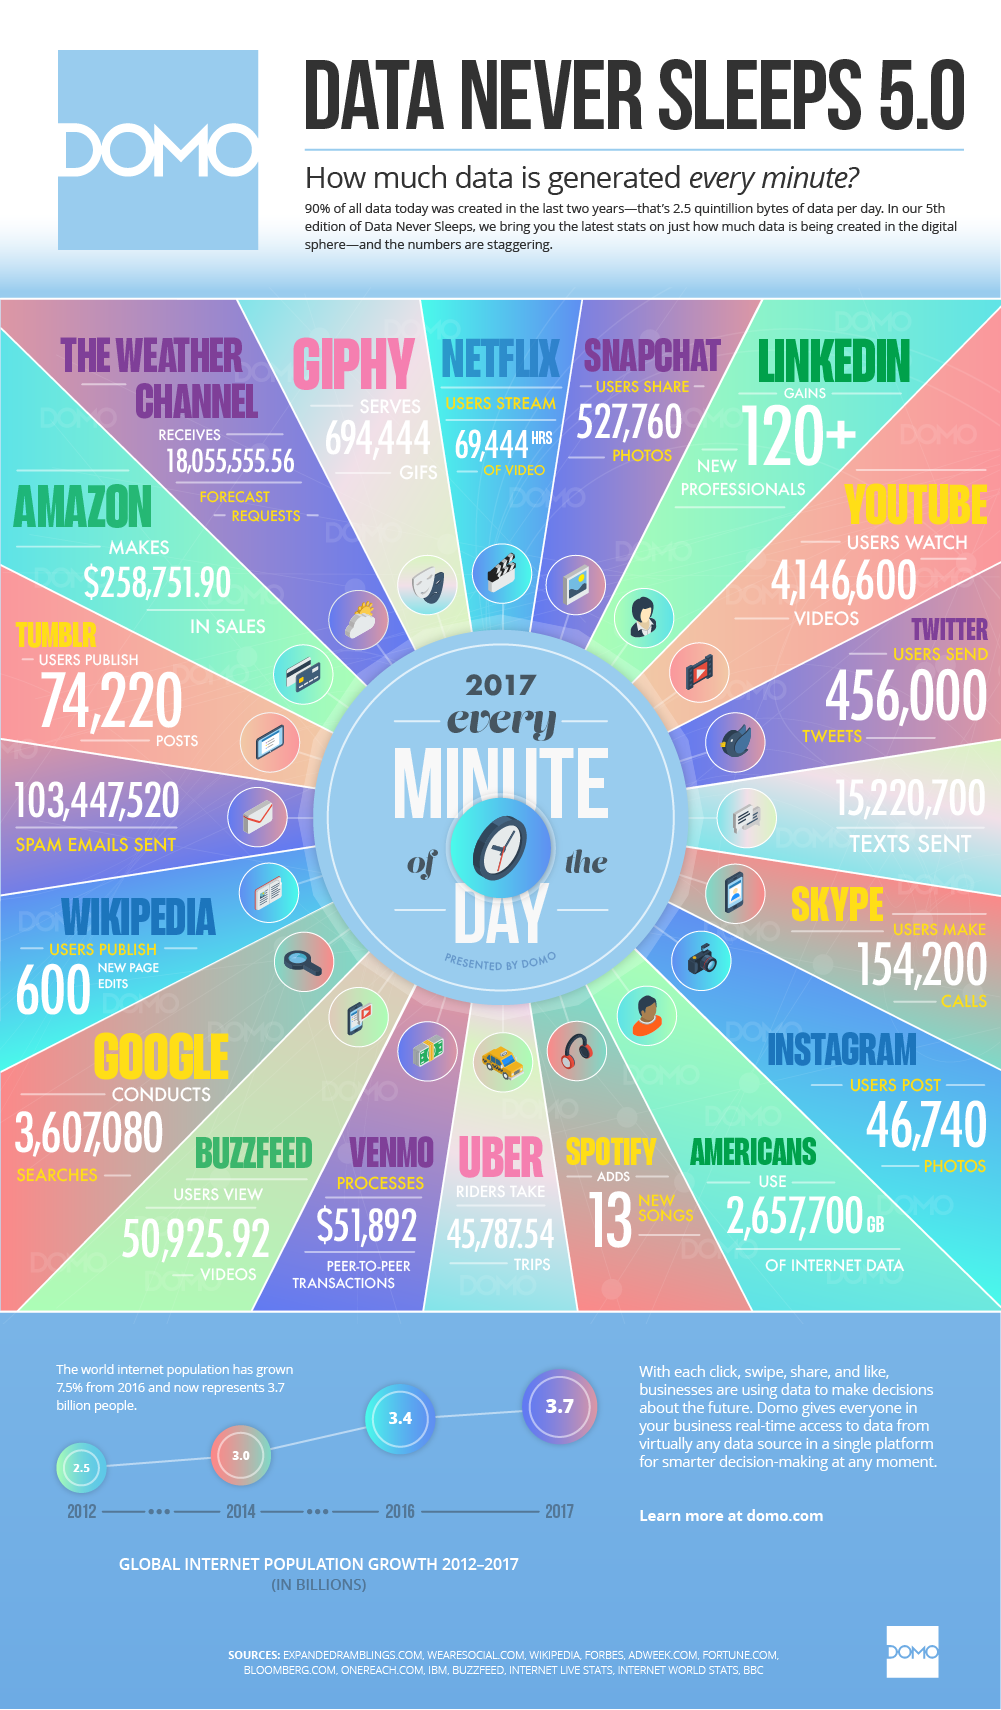 DOMO
DATA NEVER SLEEPS 5.0
How much data is generated every minute?
90% of all data today was created in the last two years—that's 2.5 quintillion bytes of data per day. In our 5th
edition of Data Never Sleeps, we bring you the latest stats on just how much data is being created in the digital
sphere—and the numbers are staggering.
THE WEATHER
CHANNEL
RECEIVES
18,055,555.56
FORECAST
REQUESTS
GIPHY
SERVES
694,444
GIFS
NETFLIX
USERS STREAM
69,444 HRS
OF VIDEO
SNAPCHAT
USERS SHARE
527,760
PHOTOS
LINKEDIN
GAINS
120+
NEW
PROFESSIONALS
YOUTUBE
USERS WATCH
4,146,600
VIDEOS
TWITTER
USERS SEND
456,000
TWEETS
15,220,700
TEXTS SENT
SKYPE
USERS MAKE
154,200
CALLS
INSTAGRAM
USERS POST
46,740
PHOTOS
AMERICANS
USE
2,657,700 GB
OF INTERNET DATA
SPOTIFY
ADDS
13 NEW
SONGS
UBER
RIDERS TAKE
45,787.54
TRIPS
VENMO
PROCESSES
$51,892
PEER-TO-PEER
TRANSACTIONS
BUZZFEED
USERS VIEW
50,925.92
VIDEOS
GOOGLE
CONDUCTS
3,607,080
SEARCHES
WIKIPEDIA
USERS PUBLISH
600 NEW PAGE
EDITS
103,447,520
SPAM EMAILS SENT
TUMBLR
USERS PUBLISH
74,220
POSTS
AMAZON
MAKES
$258,751.90
IN SALES
2017
every
MINUTE
of the
DAY
PRESENTED BY DOMO
The world internet population has grown
7.5% from 2016 and now represents 3.7
billion people.
2.5
3.0
3.4
3.7
2012
2014
2016
2017
GLOBAL INTERNET POPULATION GROWTH 2012–2017
(IN BILLIONS)
With each click, swipe, share, and like,
businesses are using data to make decisions
about the future. Domo gives everyone in
your business real-time access to data from
virtually any data source in a single platform
for smarter decision-making at any moment.
Learn more at domo.com
SOURCES: EXPANDEDRAMBLINGS.COM, WEARESOCIAL.COM, WIKIPEDIA, FORBES, ADWEEK.COM, FORTUNE.COM,
BLOOMBERG.COM, ONEREACH.COM, IBM, BUZZFEED, INTERNET LIVE STATS, INTERNET WORLD STATS, BBC
DOMO